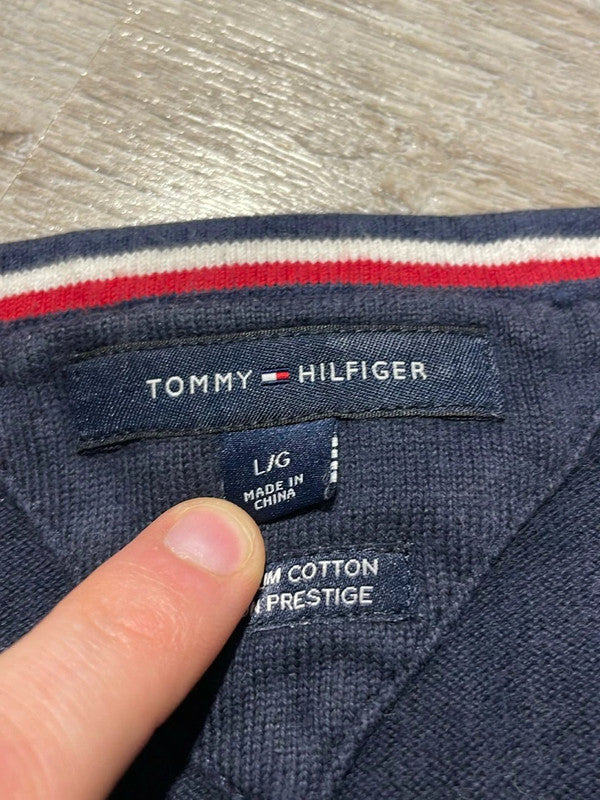 TOMMY HILFIGER
L/G
MADE IN
CHINA
COTTON
PRESTIGE